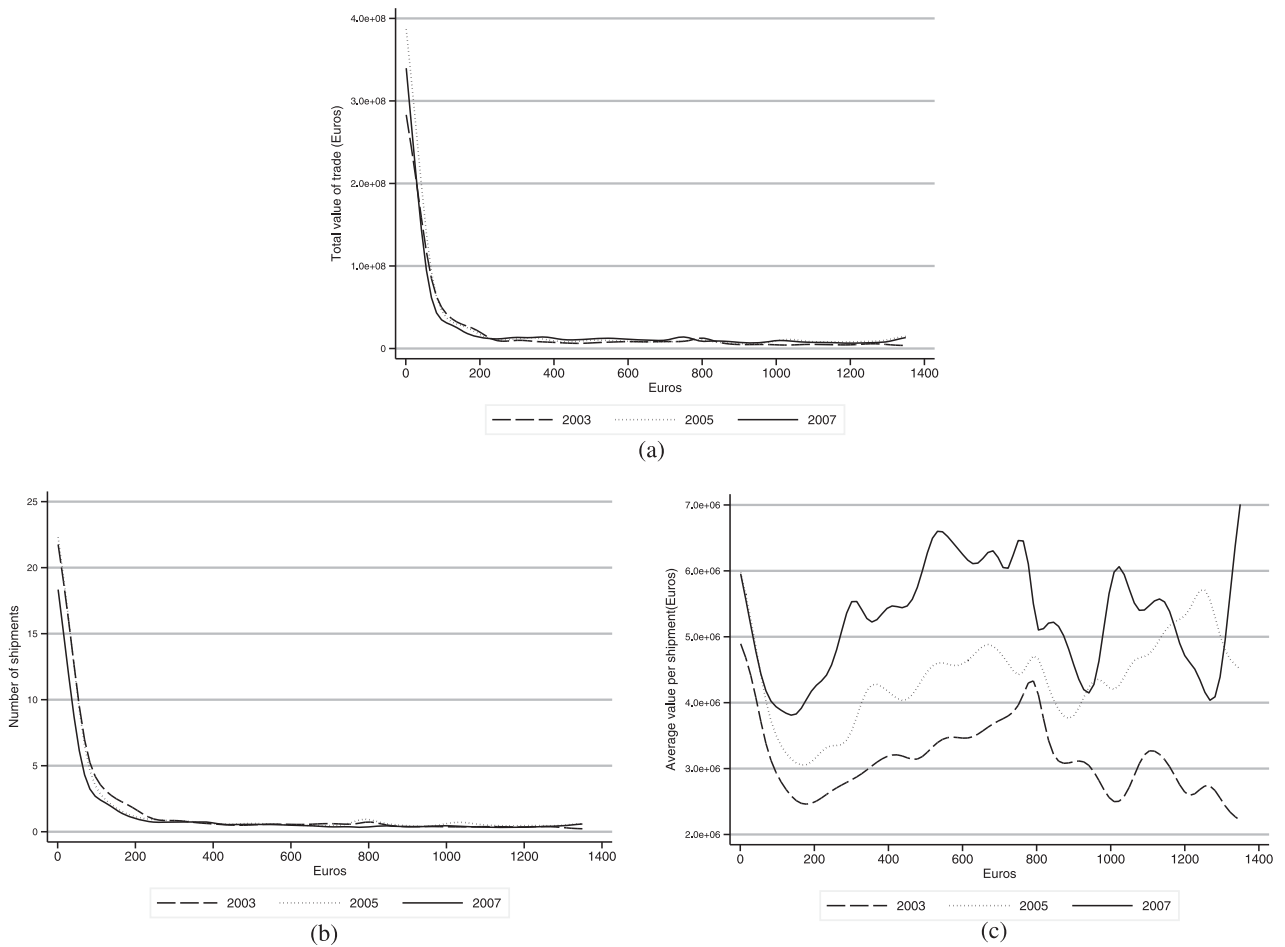 4.0e+08
3.0e+08
2.0e+08
1.0e+08
0
Total value of trade (Euros)
0 200 400 600 800 1000 1200 1400
Euros
2003 2005 2007
(a)
25
20
15
10
5
0
Number of shipments
0 200 400 600 800 1000 1200 1400
Euros
2003 2005 2007
(b)
7.0e+06
6.0e+06
5.0e+06
4.0e+06
3.0e+06
2.0e+06
Average value per shipment(Euros)
0 200 400 600 800 1000 1200 1400
Euros
2003 2005 2007
(c)